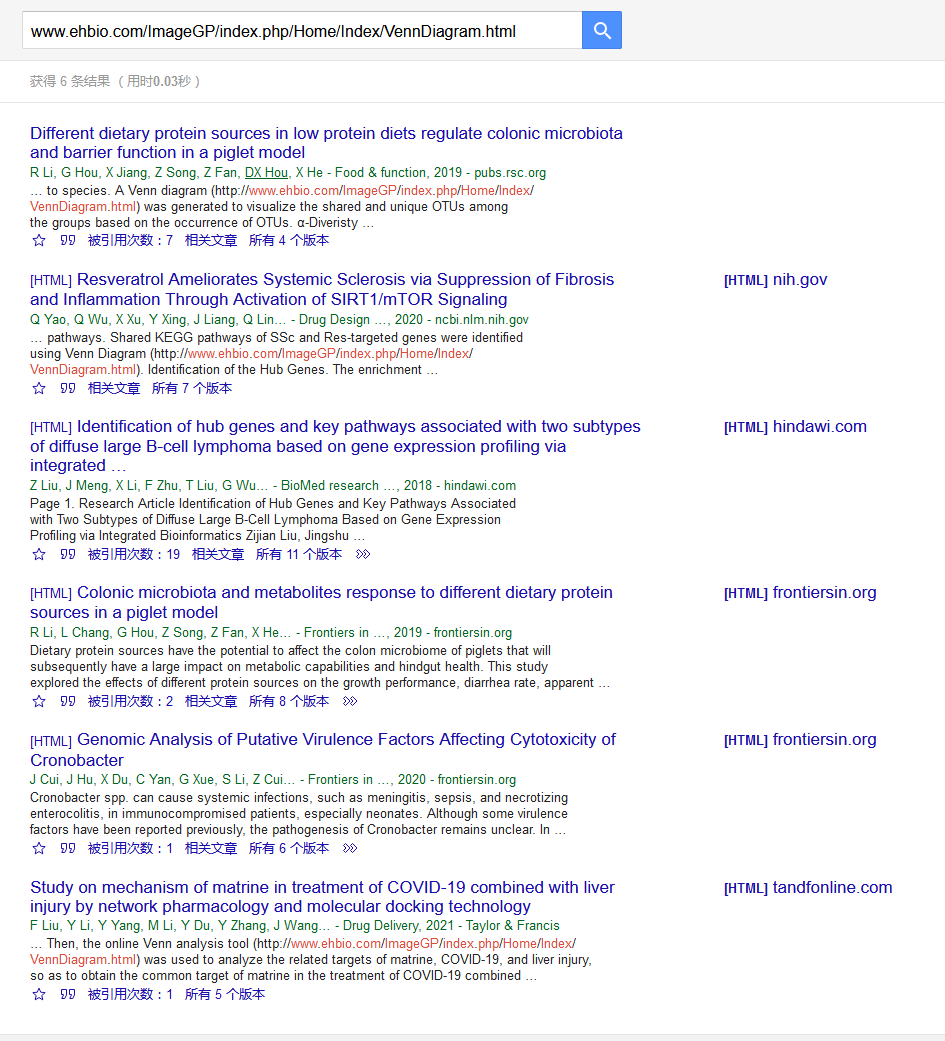 www.ehbio.com/ImageGP/index.php/Home/Index/VennDiagram.html
获得 6 条结果 （用时0.03秒）
Different dietary protein sources in low protein diets regulate colonic microbiota
and barrier function in a piglet model
R Li, G Hou, X Jiang, Z Song, Z Fan, DX Hou, X He - Food & function, 2019 - pubs.rsc.org
… to species. A Venn diagram (http://www.ehbio.com/ImageGP/index.php/Home/Index/
VennDiagram.html) was generated to visualize the shared and unique OTUs among
the groups based on the occurrence of OTUs. α-Diveristy …
被引用次数：7 相关文章 所有 4 个版本
[HTML] Resveratrol Ameliorates Systemic Sclerosis via Suppression of Fibrosis [HTML] nih.gov
and Inflammation Through Activation of SIRT1/mTOR Signaling
Q Yao, Q Wu, X Xu, Y Xing, J Liang, Q Lin… - Drug Design …, 2020 - ncbi.nlm.nih.gov
… pathways. Shared KEGG pathways of SSc and Res-targeted genes were identified
using Venn Diagram (http://www.ehbio.com/ImageGP/index.php/Home/Index/
VennDiagram.html). Identification of the Hub Genes. The enrichment …
相关文章 所有 7 个版本
[HTML] Identification of hub genes and key pathways associated with two subtypes [HTML] hindawi.com
of diffuse large B-cell lymphoma based on gene expression profiling via
integrated …
Z Liu, J Meng, X Li, F Zhu, T Liu, G Wu… - BioMed research …, 2018 - hindawi.com
Page 1. Research Article Identification of Hub Genes and Key Pathways Associated
with Two Subtypes of Diffuse Large B-Cell Lymphoma Based on Gene Expression
Profiling via Integrated Bioinformatics Zijian Liu, Jingshu …
被引用次数：19 相关文章 所有 11 个版本
[HTML] Colonic microbiota and metabolites response to different dietary protein [HTML] frontiersin.org
sources in a piglet model
R Li, L Chang, G Hou, Z Song, Z Fan, X He… - Frontiers in …, 2019 - frontiersin.org
Dietary protein sources have the potential to affect the colon microbiome of piglets that will
subsequently have a large impact on metabolic capabilities and hindgut health. This study
explored the effects of different protein sources on the growth performance, diarrhea rate, apparent …
被引用次数：2 相关文章 所有 8 个版本
[HTML] Genomic Analysis of Putative Virulence Factors Affecting Cytotoxicity of [HTML] frontiersin.org
Cronobacter
J Cui, J Hu, X Du, C Yan, G Xue, S Li, Z Cui… - Frontiers in …, 2020 - frontiersin.org
Cronobacter spp. can cause systemic infections, such as meningitis, sepsis, and necrotizing
enterocolitis, in immunocompromised patients, especially neonates. Although some virulence
factors have been reported previously, the pathogenesis of Cronobacter remains unclear. In …
被引用次数：1 相关文章 所有 6 个版本
Study on mechanism of matrine in treatment of COVID-19 combined with liver [HTML] tandfonline.com
injury by network pharmacology and molecular docking technology
F Liu, Y Li, Y Yang, M Li, Y Du, Y Zhang, J Wang… - Drug Delivery, 2021 - Taylor & Francis
… Then, the online Venn analysis tool (http://www.ehbio.com/ImageGP/index.php/Home/Index/
VennDiagram.html) was used to analyze the related targets of matrine, COVID-19, and liver injury,
so as to obtain the common target of matrine in the treatment of COVID-19 combined …
被引用次数：1 所有 5 个版本